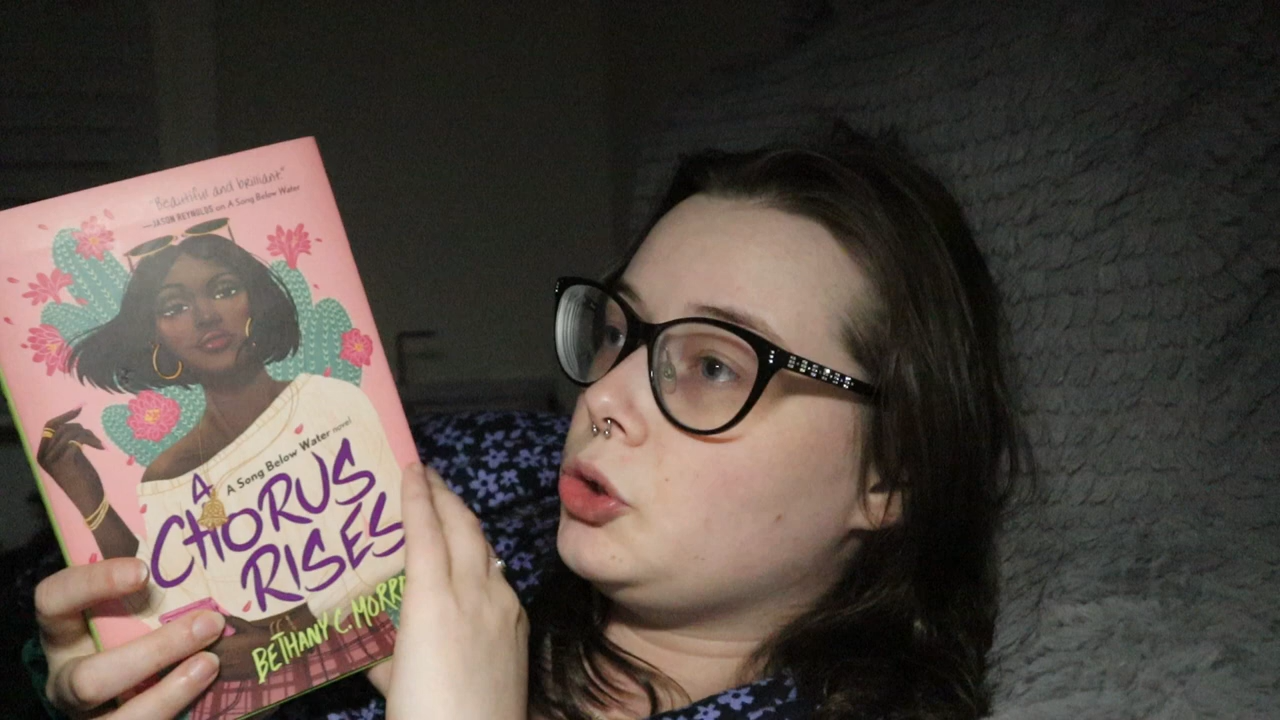 "Beautiful and brilliant"
—JASON REYNOLDS on A Song Below Water
A Song Below Water novel
A
CHORUS
RISES
BETHANY C. MORR